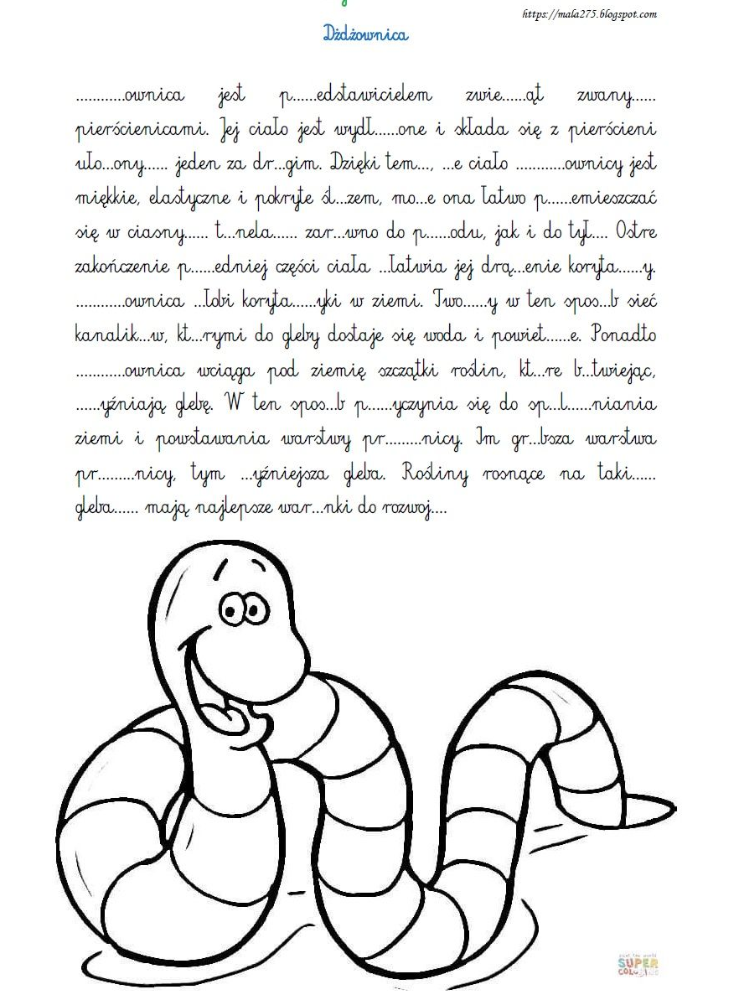 https://mala275.blogspot.com
Dżdżownica
............ownica jest p......edstawicielem zwie......ąt zwany......
pierścienicami. Jej ciało jest wydł......one i składa się z pierścieni
uło...ony...... jeden za dr...gim. Dzięki tem..., ...e ciało ............ownicy jest
miękkie, elastyczne i pokryte śl...zem, mo...e ona łatwo p......emieszczać
się w ciasny...... t...nela...... zar...wno do p......odu, jak i do tył.... Ostre
zakończenie p......edniej części ciała ...łatwia jej drą...enie koryta......y.
............ownica ...łobi koryta......yki w ziemi. Two......y w ten spos...b sieć
kanalik...w, kt...rymi do gleby dostaje się woda i powiet......e. Ponadto
............ownica wciąga pod ziemię szczątki roślin, kt...re b...twiejąc,
......yźniają glebę. W ten spos...b p......yczynia się do sp...l......niania
ziemi i powstawania warstwy pr.........nicy. Im gr...bsza warstwa
pr.........nicy, tym ...yźniejsza gleba. Rośliny rosnące na taki......
gleba...... mają najlepsze war...nki do rozwoj....
SUPER